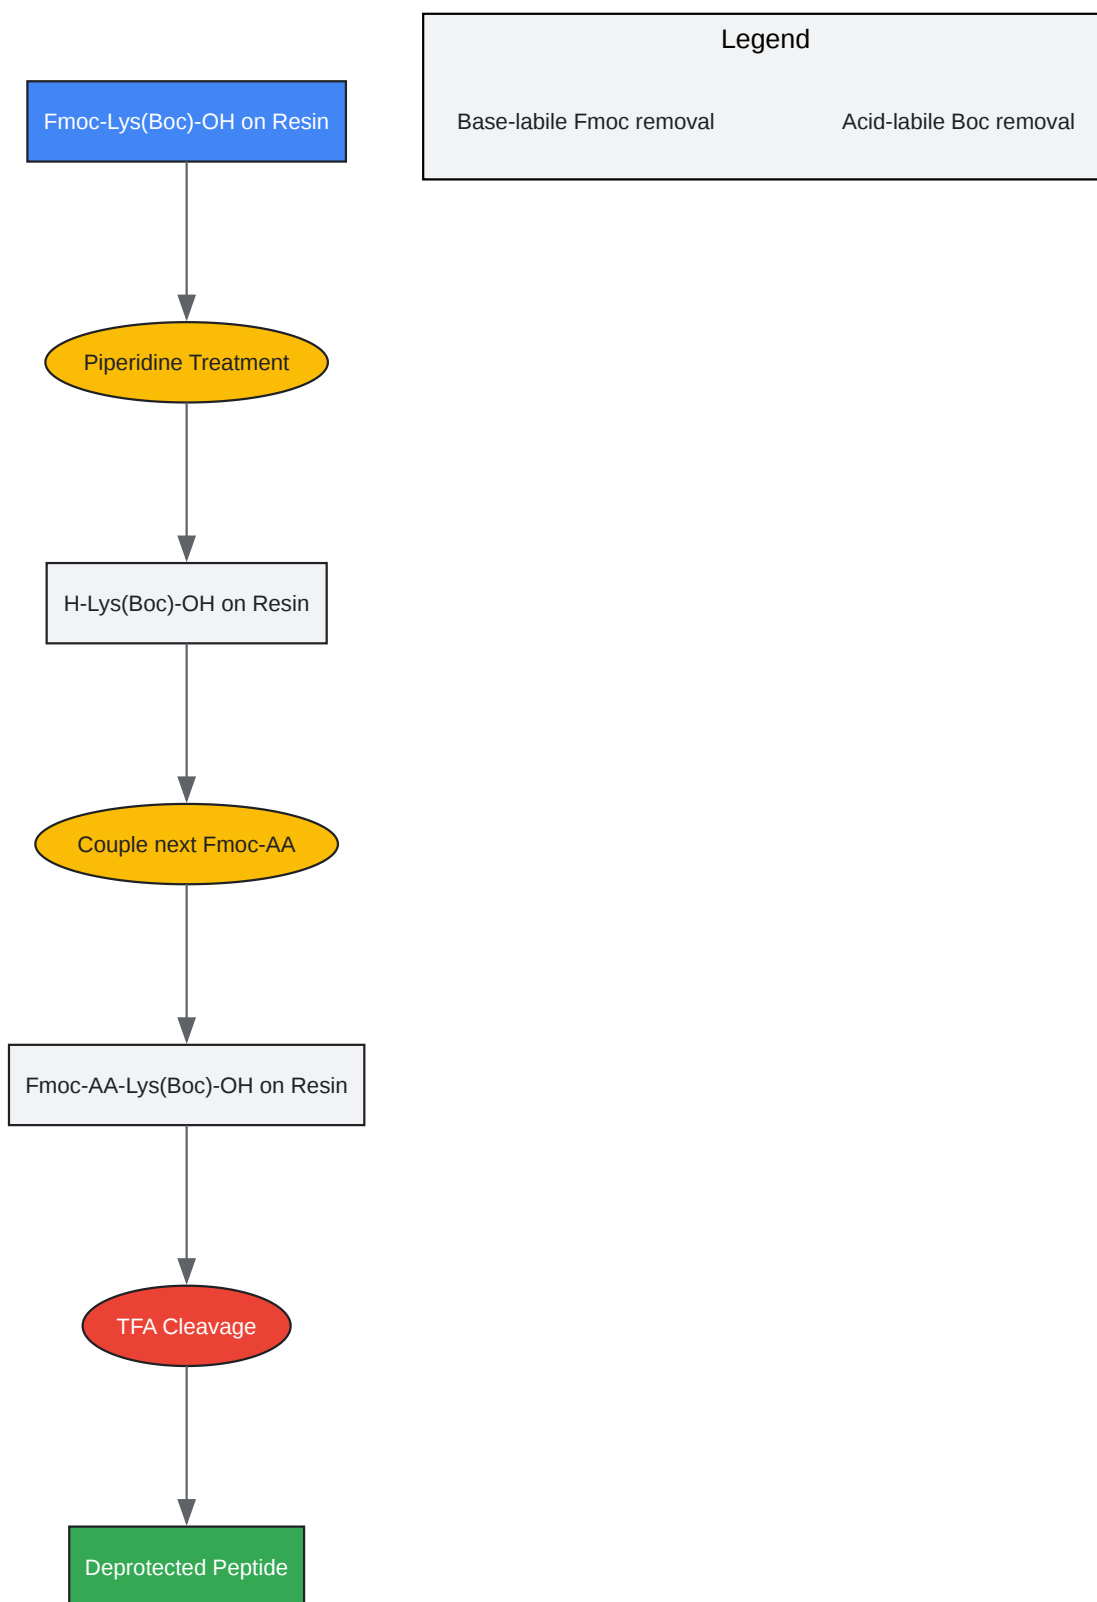 Legend
Fmoc-Lys(Boc)-OH on Resin
Base-labile Fmoc removal
Acid-labile Boc removal
Piperidine Treatment
H-Lys(Boc)-OH on Resin
Couple next Fmoc-AA
Fmoc-AA-Lys(Boc)-OH on Resin
TFA Cleavage
Deprotected Peptide